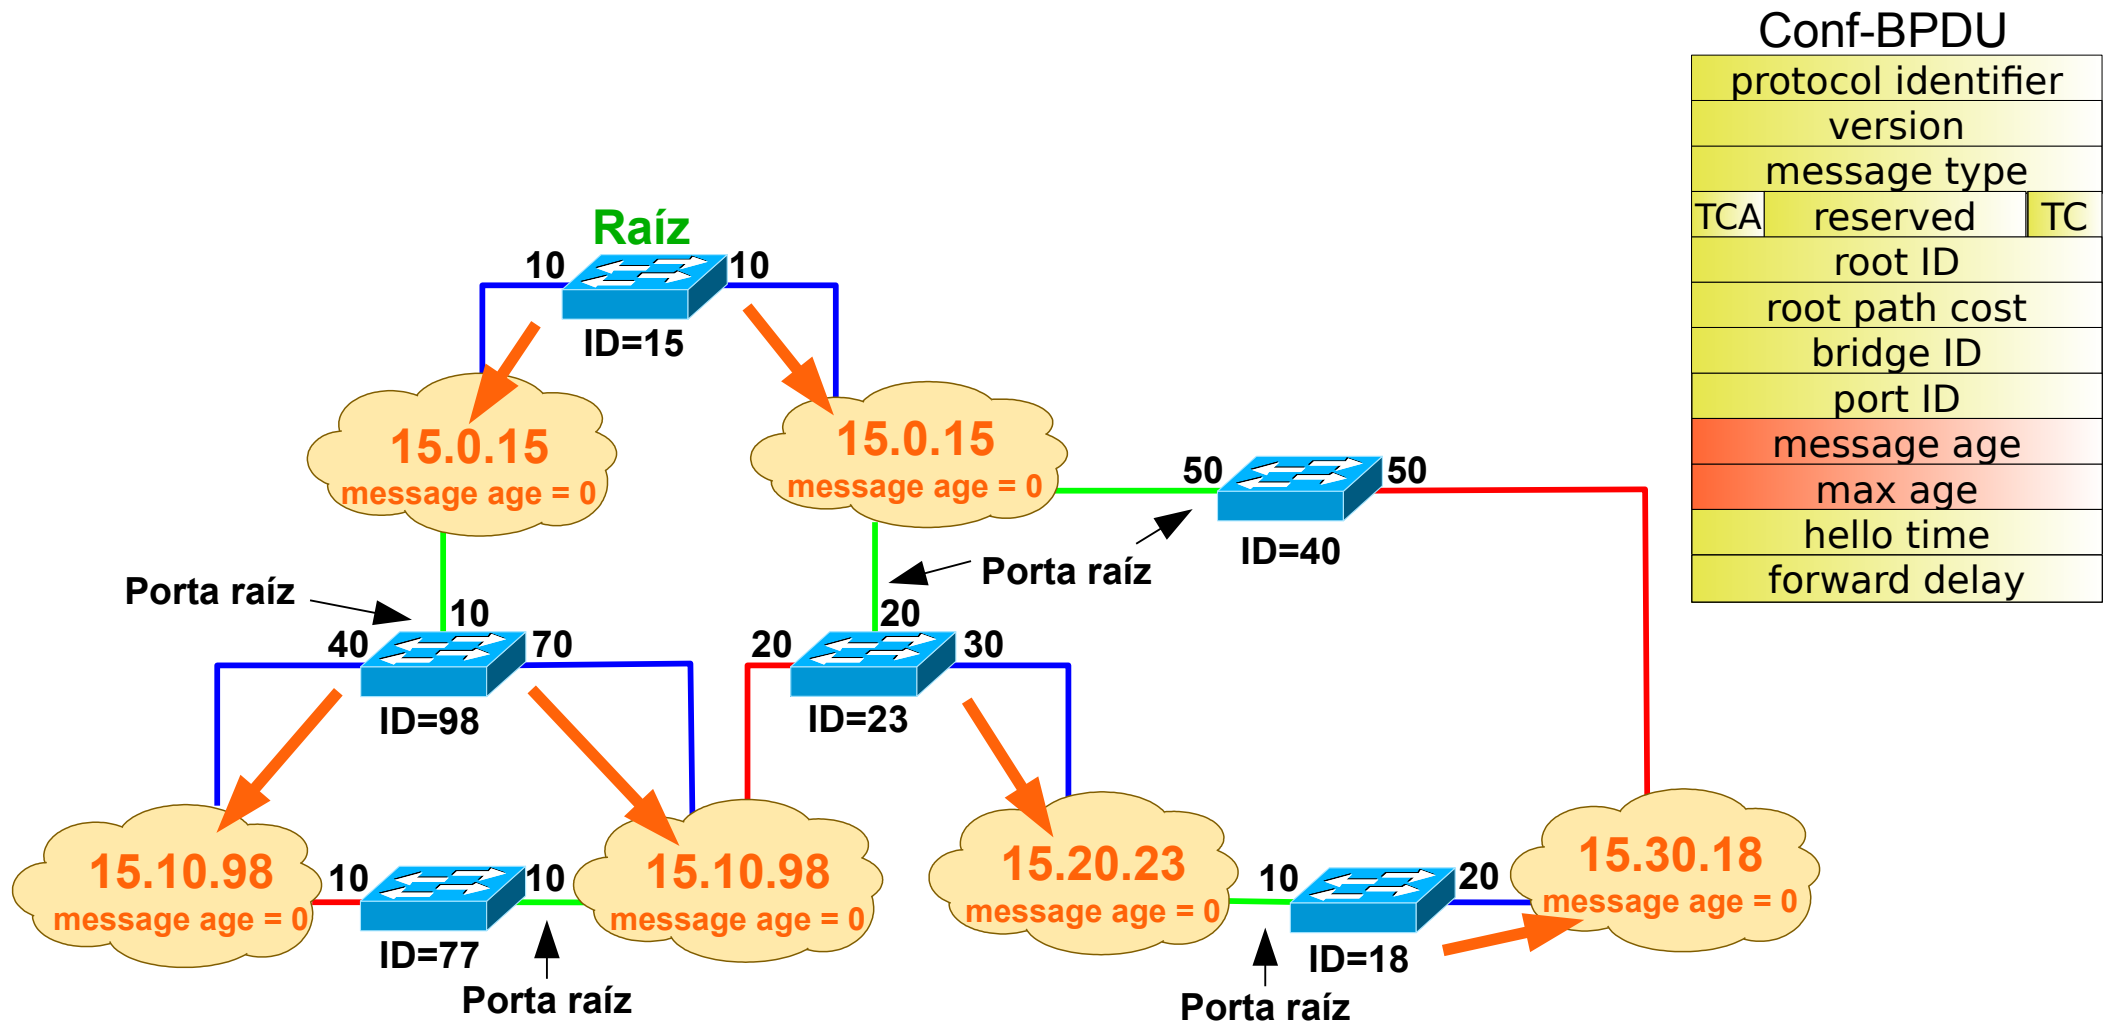 Conf-BPDU
protocol identifier
version
message type
TCA reserved TC
root ID
root path cost
bridge ID
port ID
message age
max age
hello time
forward delay
Raíz
10 10
ID=15
15.0.15
message age = 0
15.0.15
message age = 0
50 50
ID=40
Porta raíz
Porta raíz
10
40 70
ID=98
20
20 30
ID=23
15.10.98
message age = 0
10 10
ID=77
Porta raíz
15.10.98
message age = 0
15.20.23
message age = 0
10 20
ID=18
Porta raíz
15.30.18
message age = 0